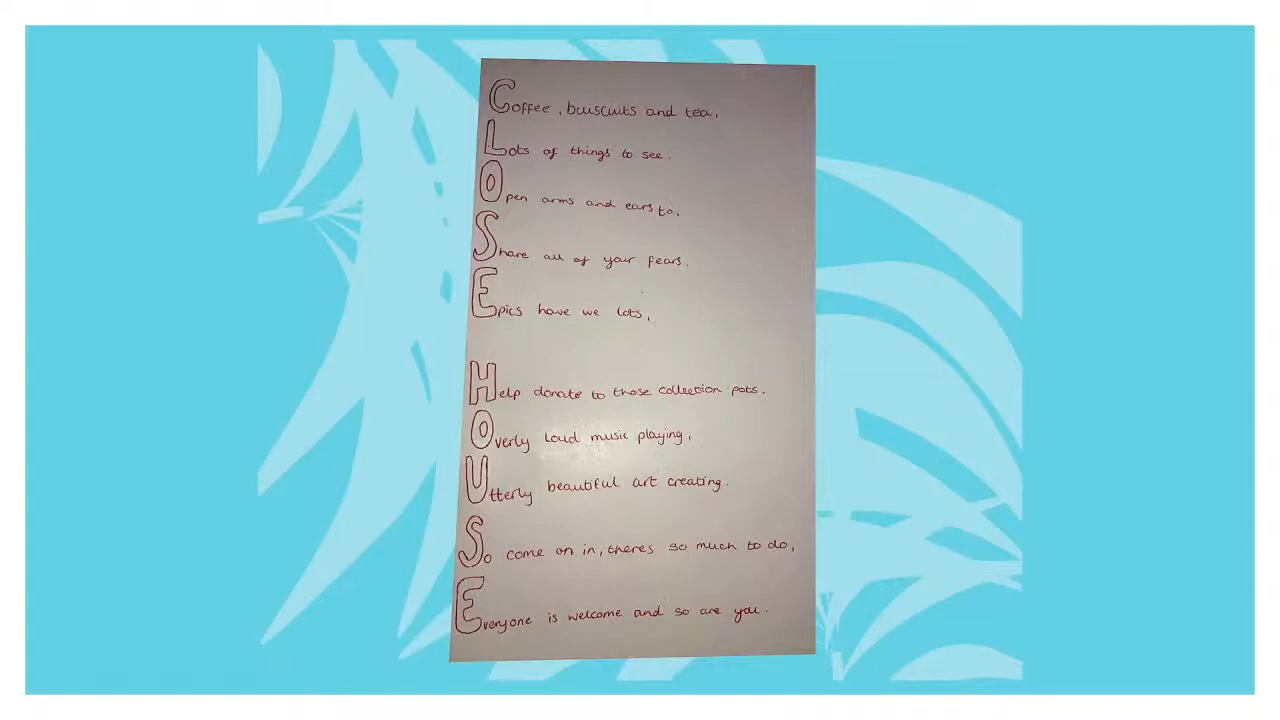 Coffee, buiscuits and tea,
Lots of things to see.
Open arms and ears to,
Share all of your fears.
Epics have we lots,
Help donate to those collection pots.
Overly loud music playing,
Utterly beautiful art creating.
So come on in, theres so much to do,
Everyone is welcome and so are you.